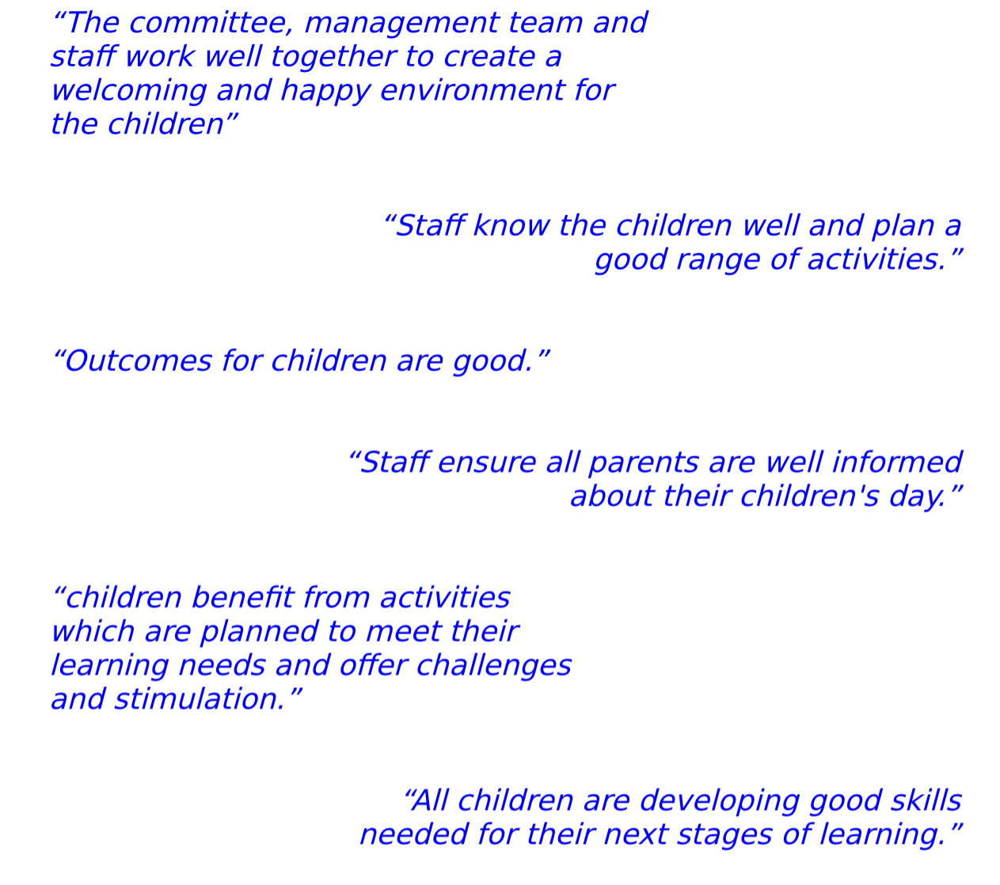 “The committee, management team and
staff work well together to create a
welcoming and happy environment for
the children”
“Staff know the children well and plan a
good range of activities.”
“Outcomes for children are good.”
“Staff ensure all parents are well informed
about their children's day.”
“children benefit from activities
which are planned to meet their
learning needs and offer challenges
and stimulation.”
“All children are developing good skills
needed for their next stages of learning.”